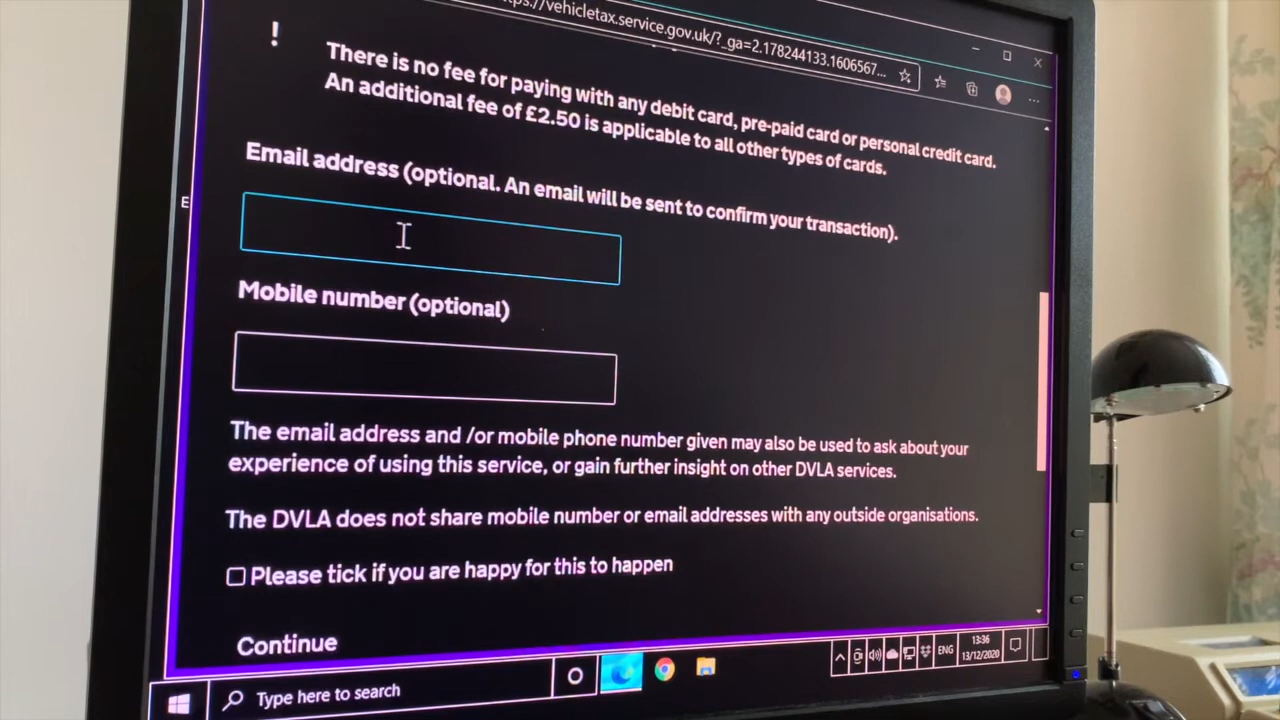 ttps://vehicletax.service.gov.uk/?_ga=2.178244133.1606567...
!
There is no fee for paying with any debit card, pre-paid card or personal credit card.
An additional fee of £2.50 is applicable to all other types of cards.
Email address (optional. An email will be sent to confirm your transaction).
E
Mobile number (optional)
The email address and /or mobile phone number given may also be used to ask about your
experience of using this service, or gain further insight on other DVLA services.
The DVLA does not share mobile number or email addresses with any outside organisations.
Please tick if you are happy for this to happen
Continue
Type here to search
ENG
13:36
13/12/2020